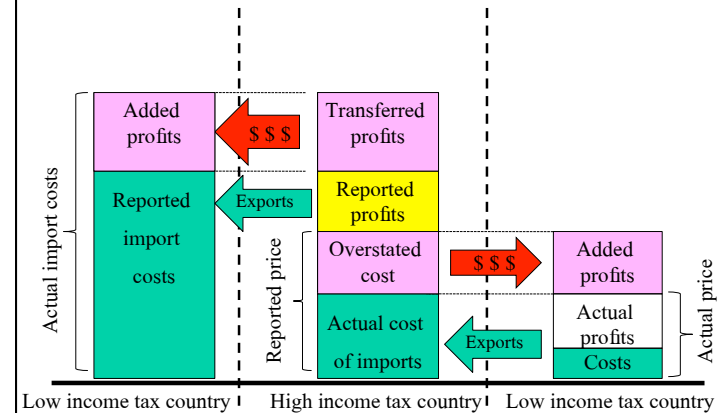 Added
profits
$ $ $
Transferred
profits
Reported
import
costs
Exports
Reported
profits
Overstated
cost
$ $ $
Added
profits
Actual cost
of imports
Exports
Actual
profits
Costs
Actual import costs
Reported price
Actual price
Low income tax country
High income tax country
Low income tax country